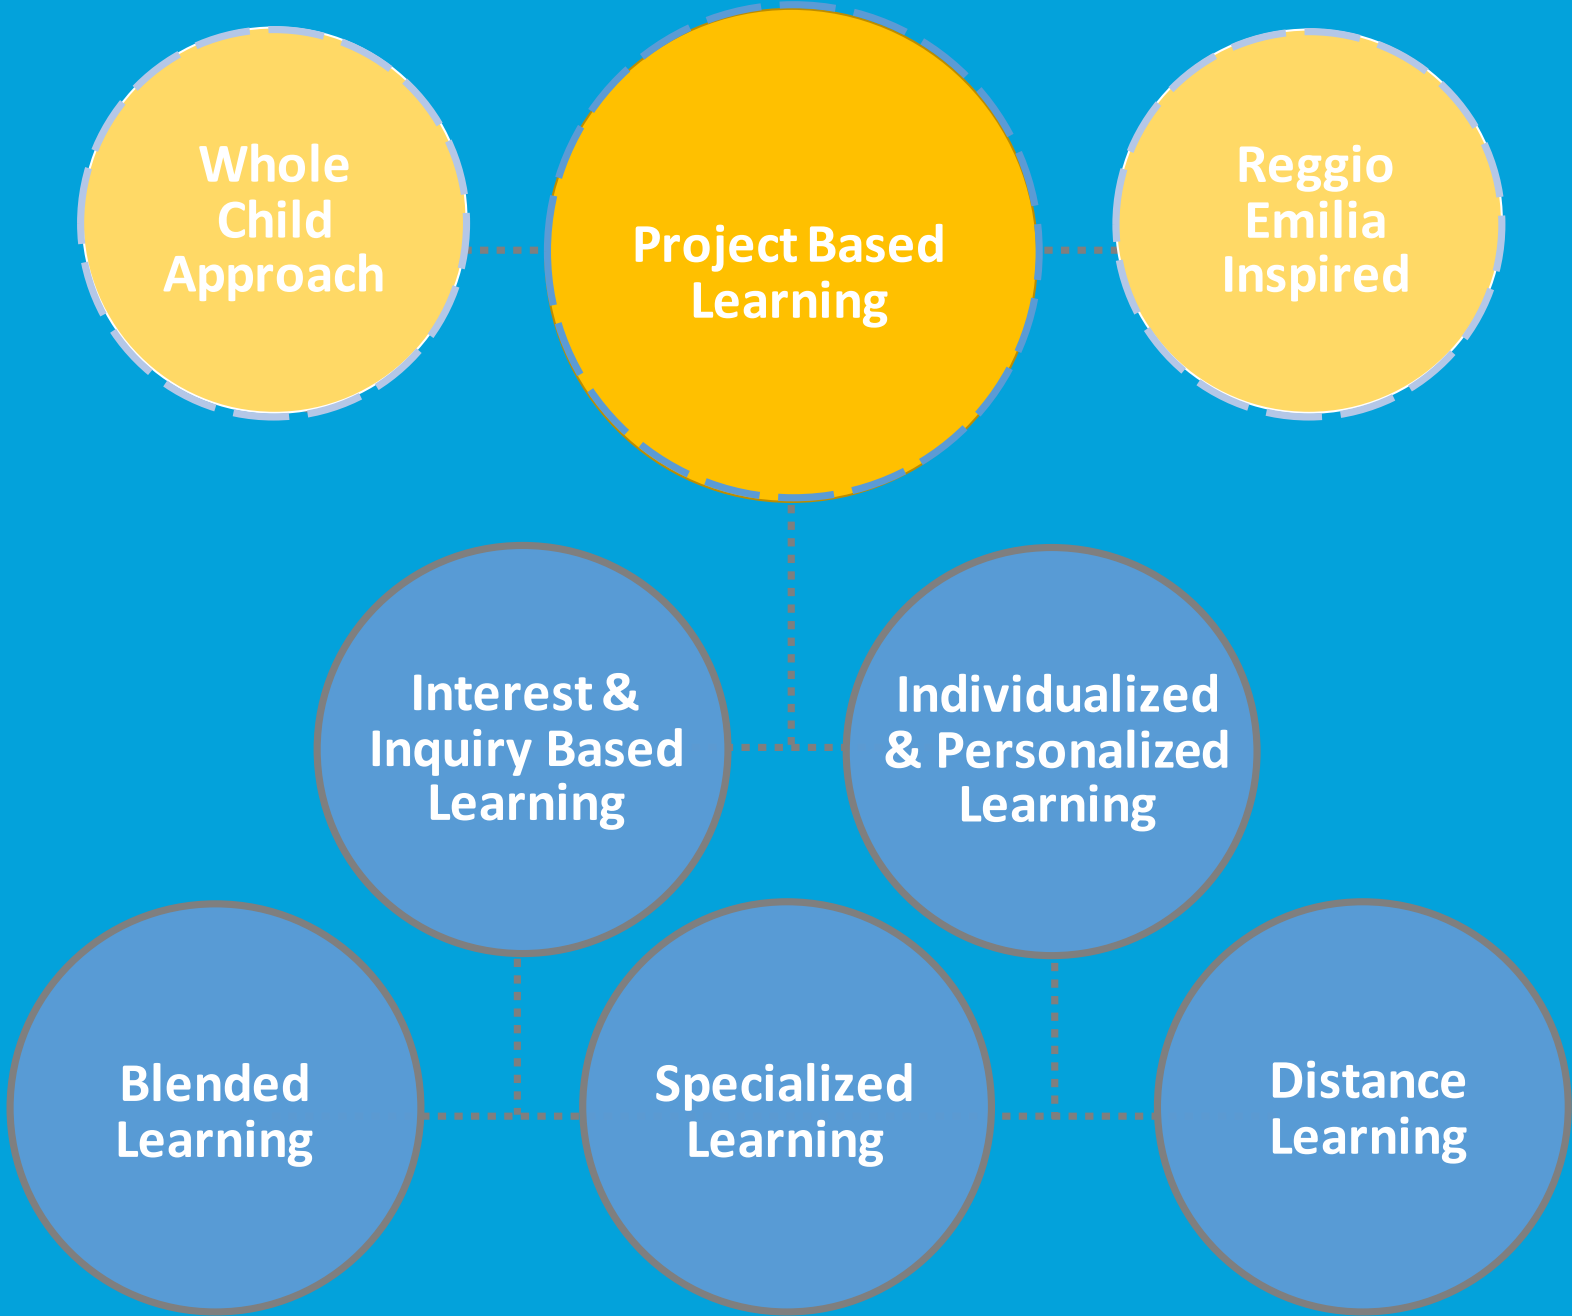 Whole
Child
Approach
Project Based
Learning
Reggio
Emilia
Inspired
Interest &
Inquiry Based
Learning
Individualized
& Personalized
Learning
Blended
Learning
Specialized
Learning
Distance
Learning